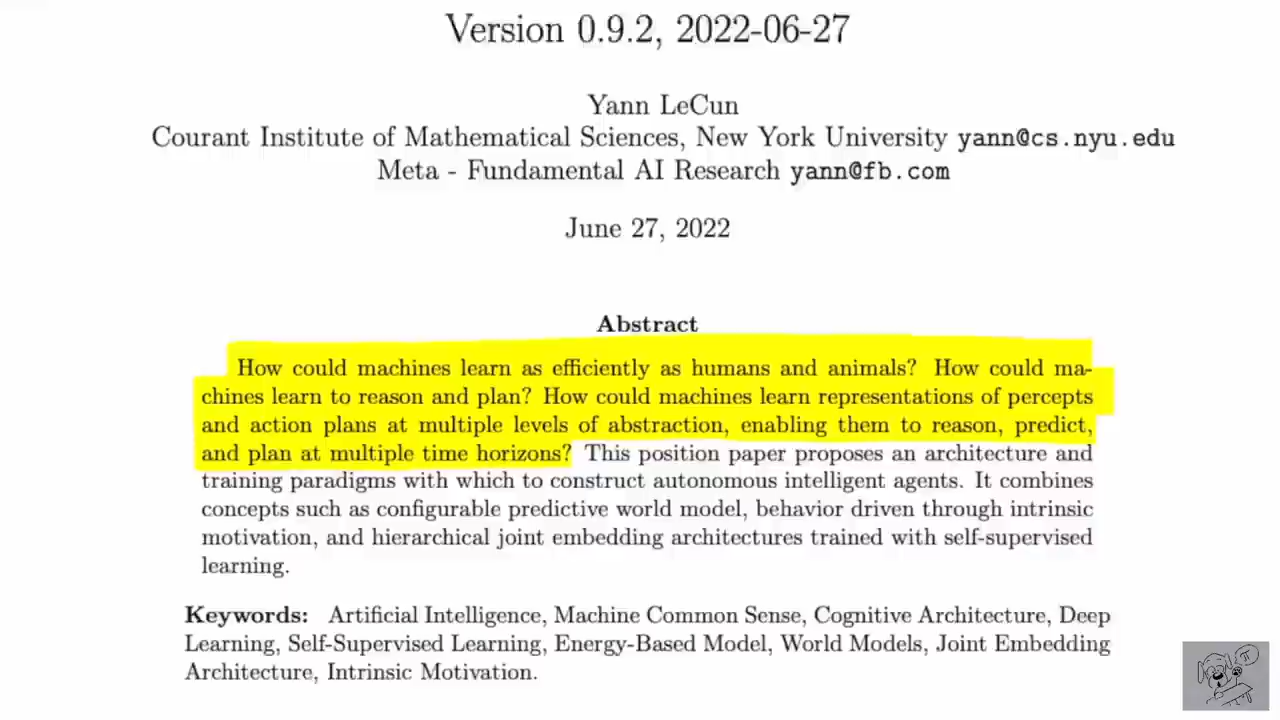 Version 0.9.2, 2022-06-27
Yann LeCun
Courant Institute of Mathematical Sciences, New York University yann@cs.nyu.edu
Meta - Fundamental AI Research yann@fb.com
June 27, 2022
Abstract
How could machines learn as efficiently as humans and animals? How could ma-
chines learn to reason and plan? How could machines learn representations of percepts
and action plans at multiple levels of abstraction, enabling them to reason, predict,
and plan at multiple time horizons? This position paper proposes an architecture and
training paradigms with which to construct autonomous intelligent agents. It combines
concepts such as configurable predictive world model, behavior driven through intrinsic
motivation, and hierarchical joint embedding architectures trained with self-supervised
learning.
Keywords: Artificial Intelligence, Machine Common Sense, Cognitive Architecture, Deep
Learning, Self-Supervised Learning, Energy-Based Model, World Models, Joint Embedding
Architecture, Intrinsic Motivation.
π